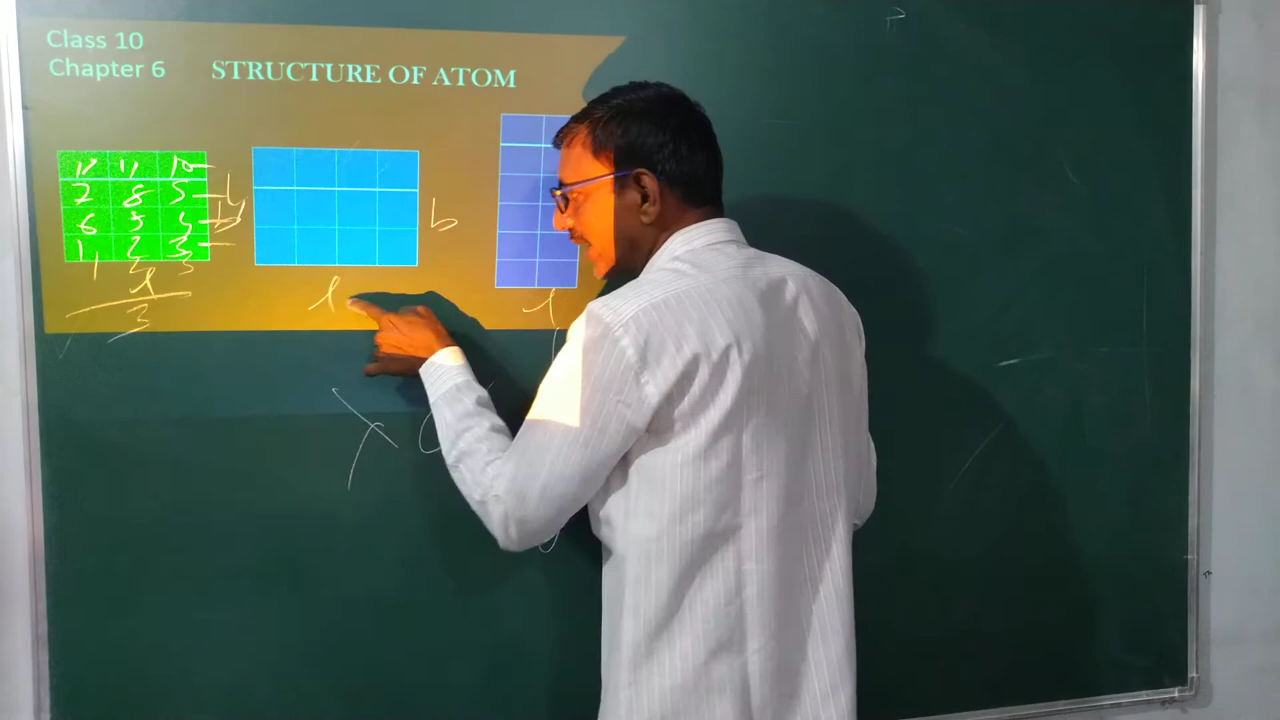 Class 10
Chapter 6 STRUCTURE OF ATOM
10 11 12
7 8 9
6 5 4
1 2 3
b
b
l
l
l
3